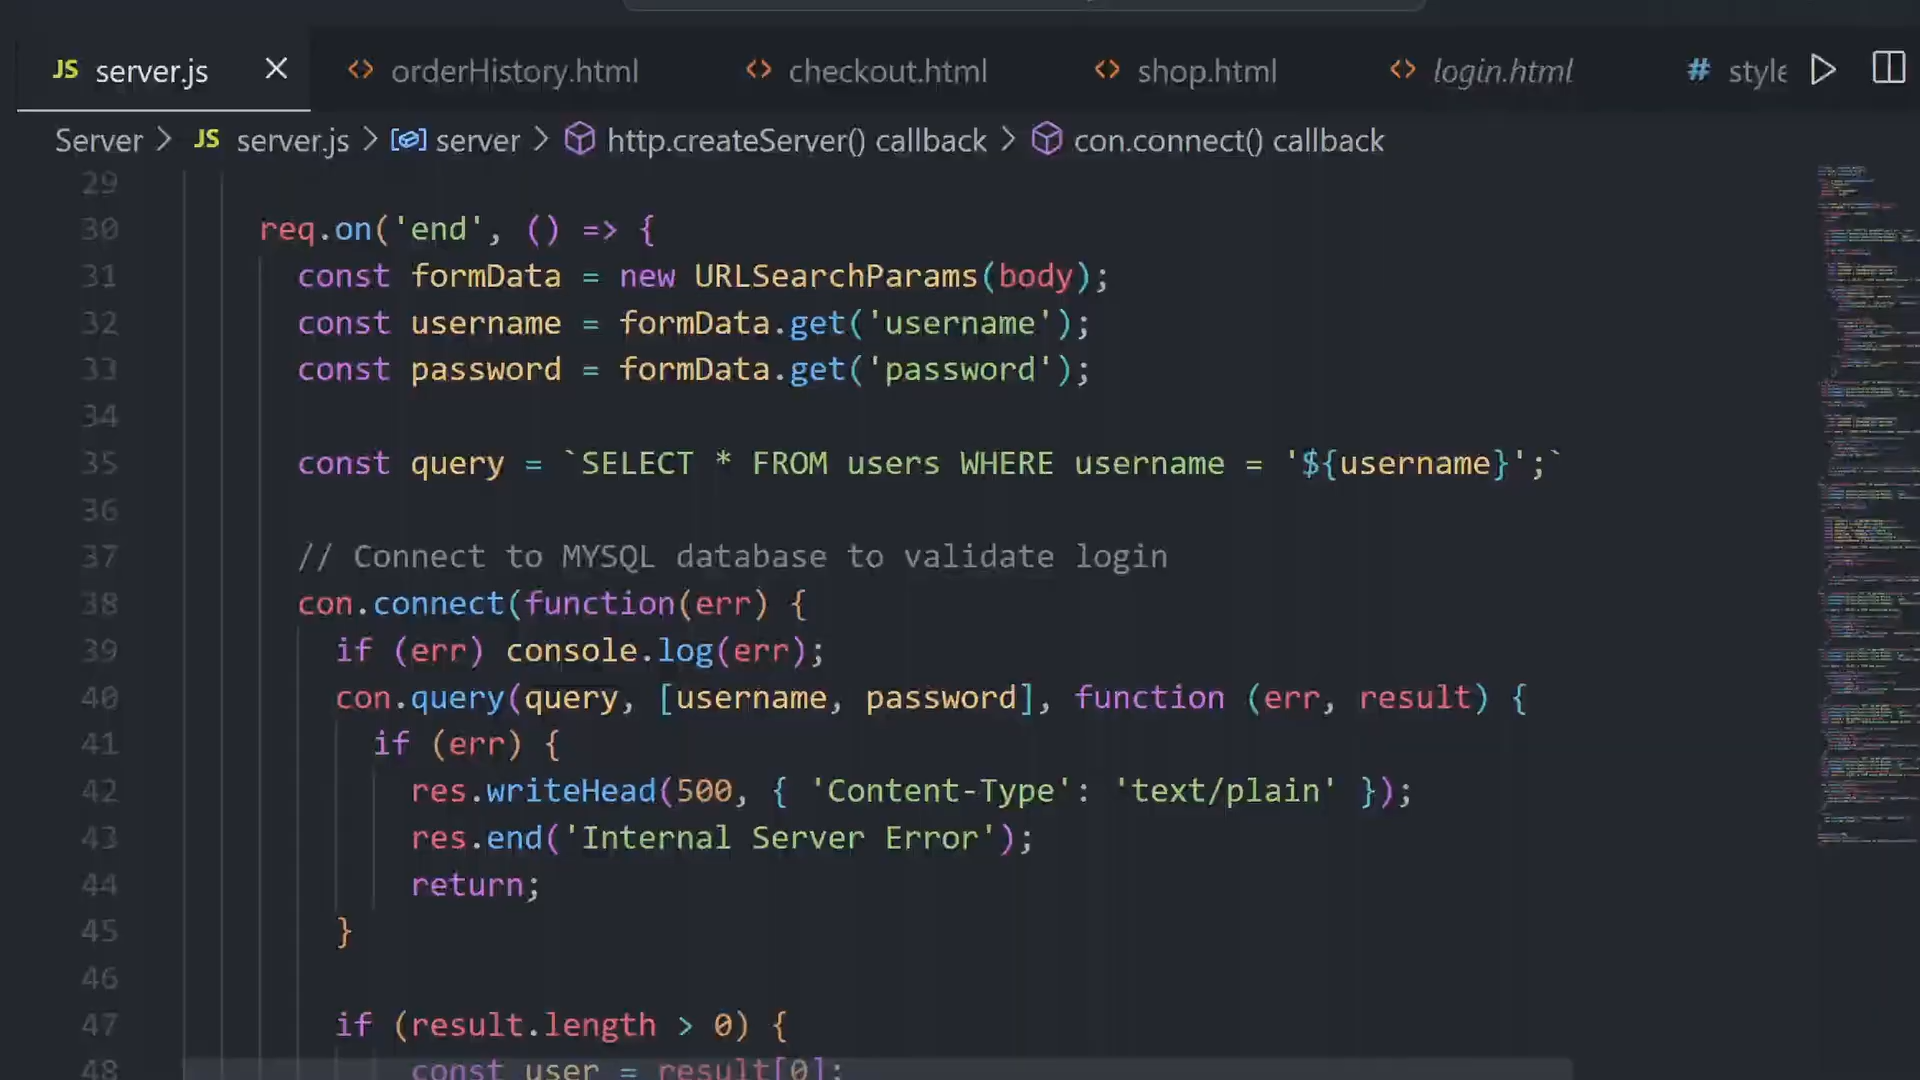 JS server.js orderHistory.html checkout.html shop.html login.html # style
Server > JS server.js > server > http.createServer() callback > con.connect() callback
29
30 req.on('end', () => {
31 const formData = new URLSearchParams(body);
32 const username = formData.get('username');
33 const password = formData.get('password');
34
35 const query = `SELECT * FROM users WHERE username = '${username}';`
36
37 // Connect to MYSQL database to validate login
38 con.connect(function(err) {
39 if (err) console.log(err);
40 con.query(query, [username, password], function (err, result) {
41 if (err) {
42 res.writeHead(500, { 'Content-Type': 'text/plain' });
43 res.end('Internal Server Error');
44 return;
45 }
46
47 if (result.length > 0) {
48 const user = result[0];